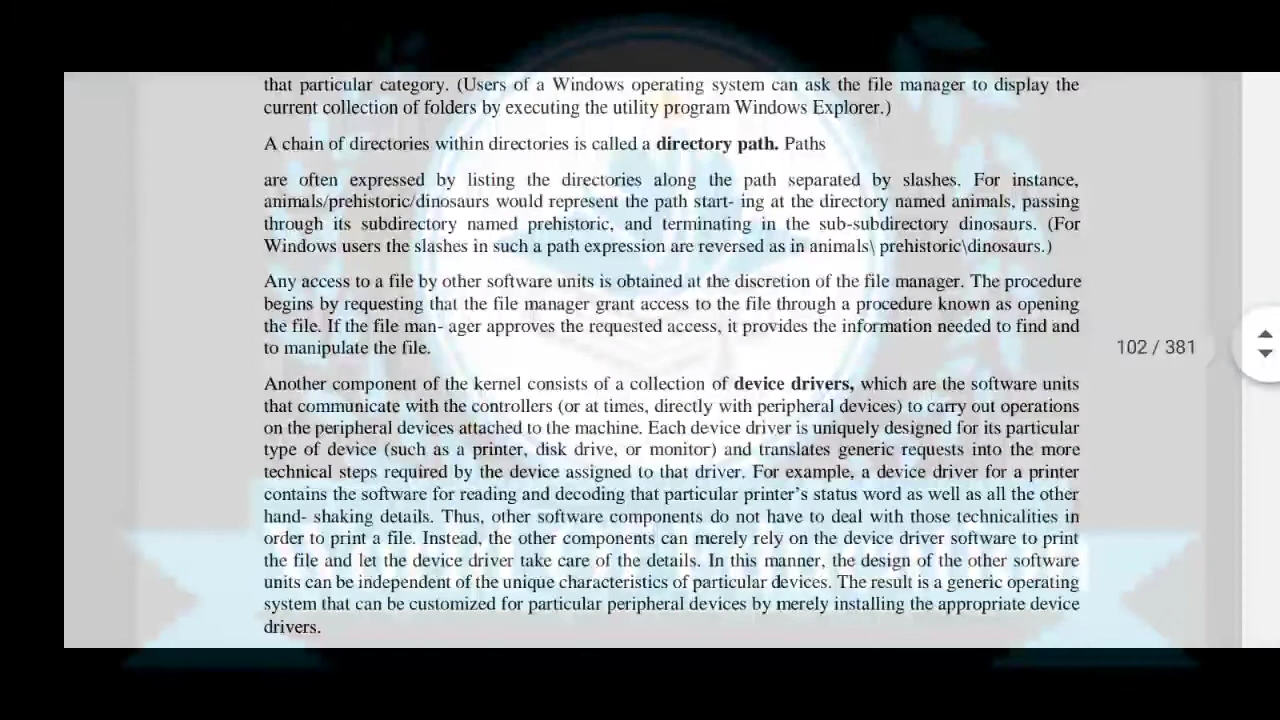 that particular category. (Users of a Windows operating system can ask the file manager to display the
current collection of folders by executing the utility program Windows Explorer.)
A chain of directories within directories is called a directory path. Paths
are often expressed by listing the directories along the path separated by slashes. For instance,
animals/prehistoric/dinosaurs would represent the path start- ing at the directory named animals, passing
through its subdirectory named prehistoric, and terminating in the sub-subdirectory dinosaurs. (For
Windows users the slashes in such a path expression are reversed as in animals\ prehistoric\dinosaurs.)
Any access to a file by other software units is obtained at the discretion of the file manager. The procedure
begins by requesting that the file manager grant access to the file through a procedure known as opening
the file. If the file man- ager approves the requested access, it provides the information needed to find and
to manipulate the file.
102 / 381
Another component of the kernel consists of a collection of device drivers, which are the software units
that communicate with the controllers (or at times, directly with peripheral devices) to carry out operations
on the peripheral devices attached to the machine. Each device driver is uniquely designed for its particular
type of device (such as a printer, disk drive, or monitor) and translates generic requests into the more
technical steps required by the device assigned to that driver. For example, a device driver for a printer
contains the software for reading and decoding that particular printer's status word as well as all the other
hand- shaking details. Thus, other software components do not have to deal with those technicalities in
order to print a file. Instead, the other components can merely rely on the device driver software to print
the file and let the device driver take care of the details. In this manner, the design of the other software
units can be independent of the unique characteristics of particular devices. The result is a generic operating
system that can be customized for particular peripheral devices by merely installing the appropriate device
drivers.